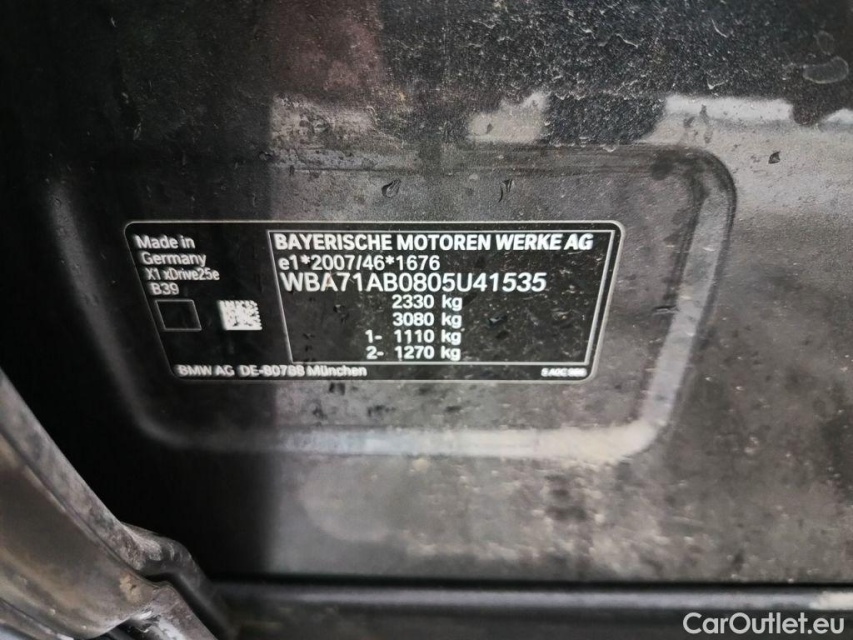 Made in
Germany
X1 xDrive25e
B39
BAYERISCHE MOTOREN WERKE AG
e1*2007/46*1676
WBA71AB0805U41535
2330 kg
3080 kg
1- 1110 kg
2- 1270 kg
BMW AG DE-80788 München
CarOutlet.eu